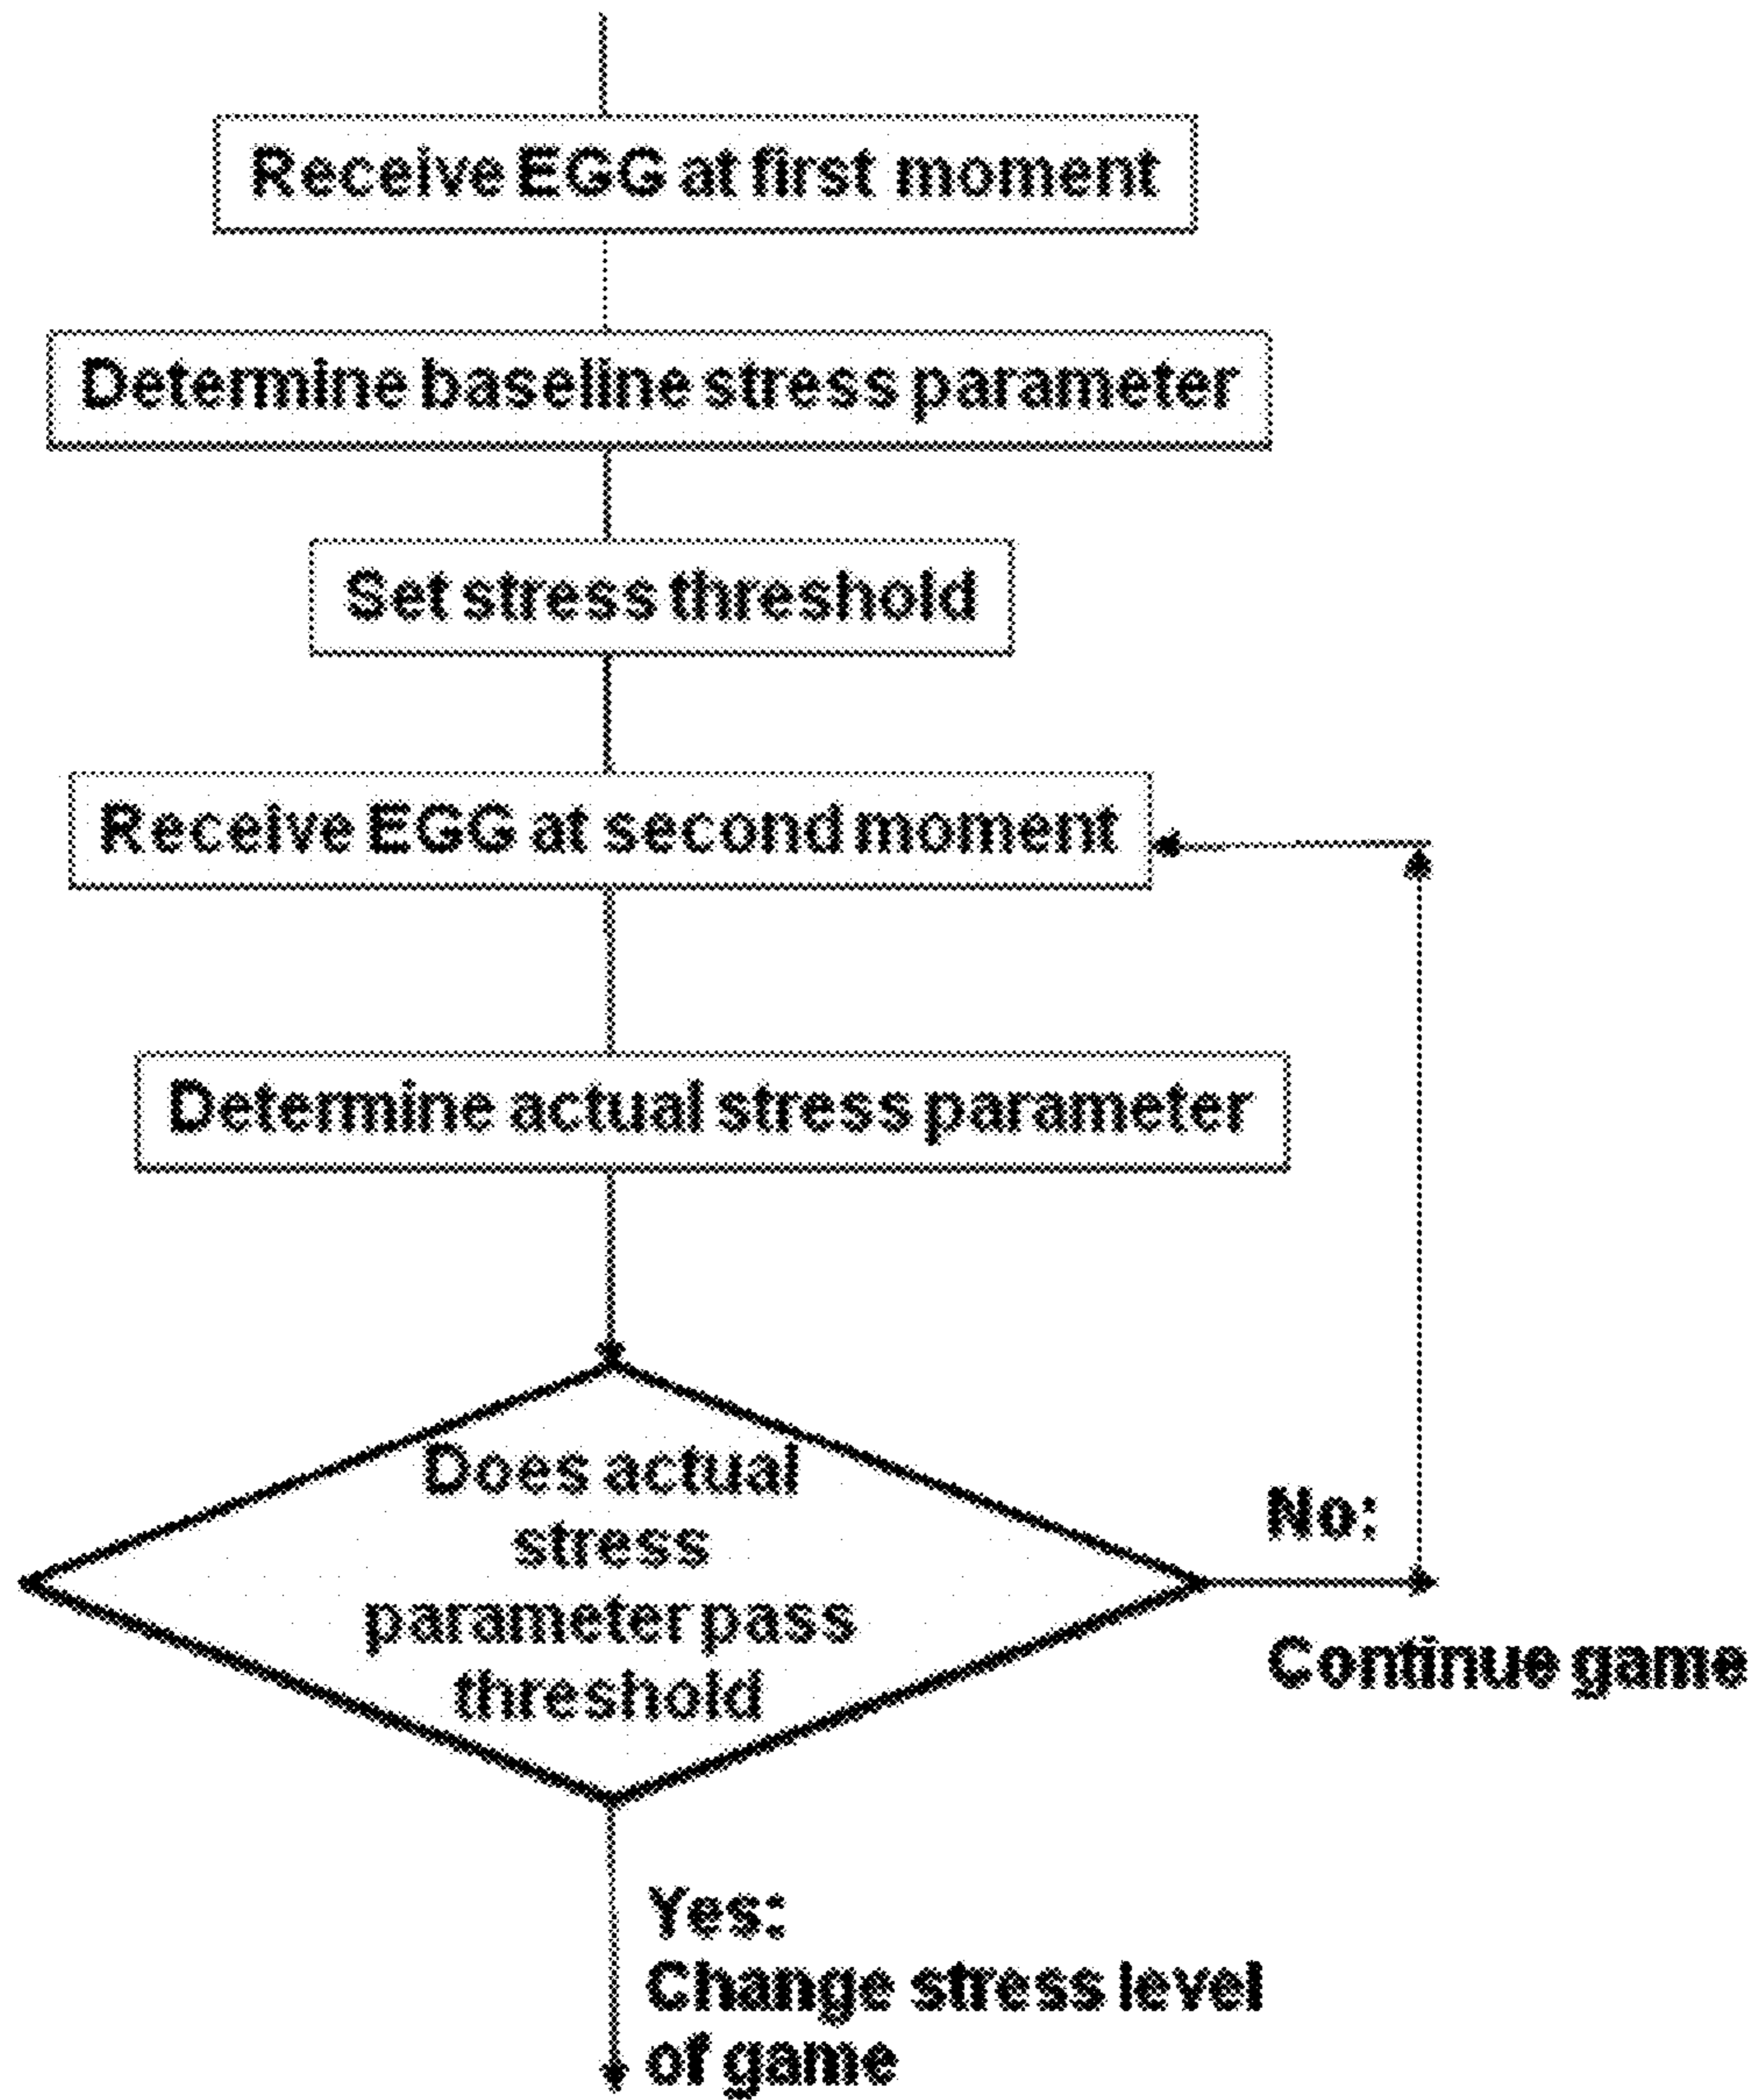 Receive EGG at first moment
Determine baseline stress parameter
Set stress threshold
Receive EGG at second moment
Determine actual stress parameter
Does actual
stress
parameter pass
threshold
No:
Continue game
Yes:
Change stress level
of game